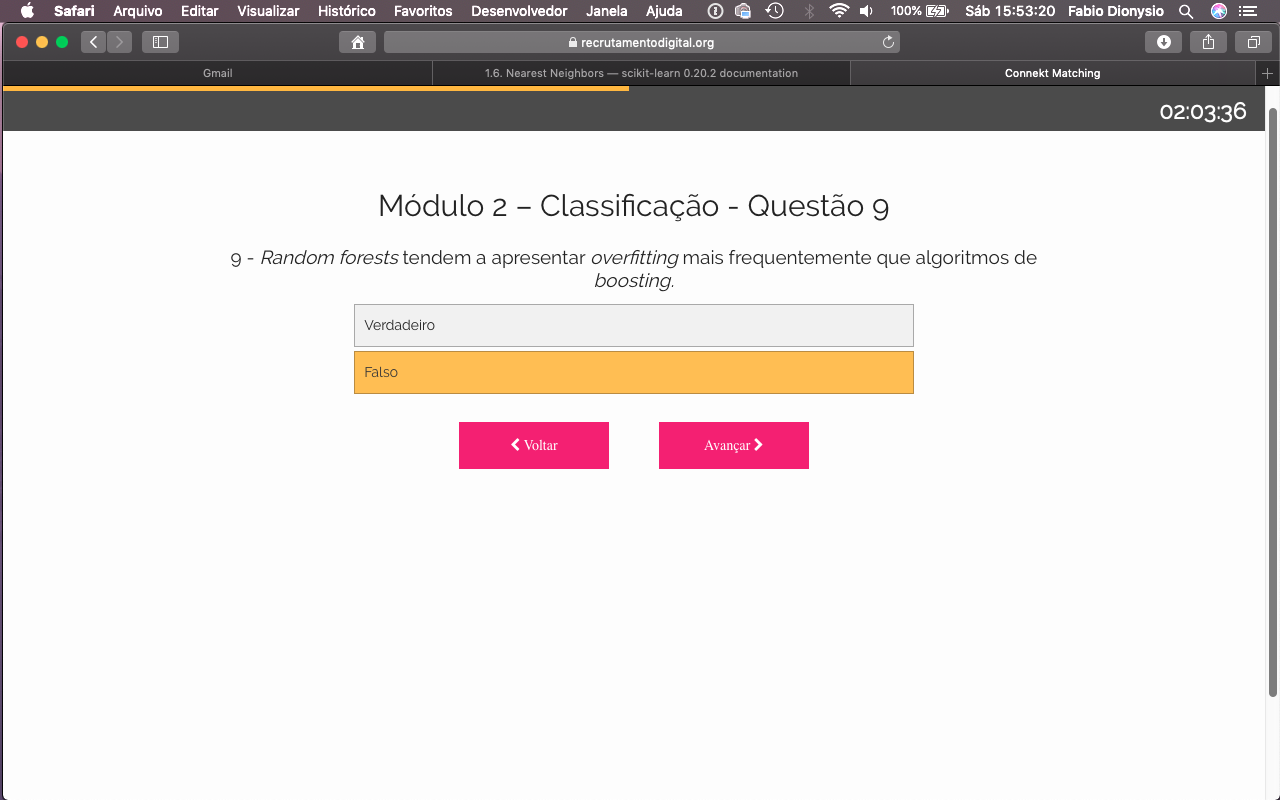 Safari Arquivo Editar Visualizar Histórico Favoritos Desenvolvedor Janela Ajuda 100% Sáb 15:53:20 Fabio Dionysio
recrutamentodigital.org
Gmail 1.6. Nearest Neighbors — scikit-learn 0.20.2 documentation Connekt Matching
02:03:36
Módulo 2 – Classificação - Questão 9
9 - Random forests tendem a apresentar overfitting mais frequentemente que algoritmos de
boosting.
Verdadeiro
Falso
Voltar Avançar